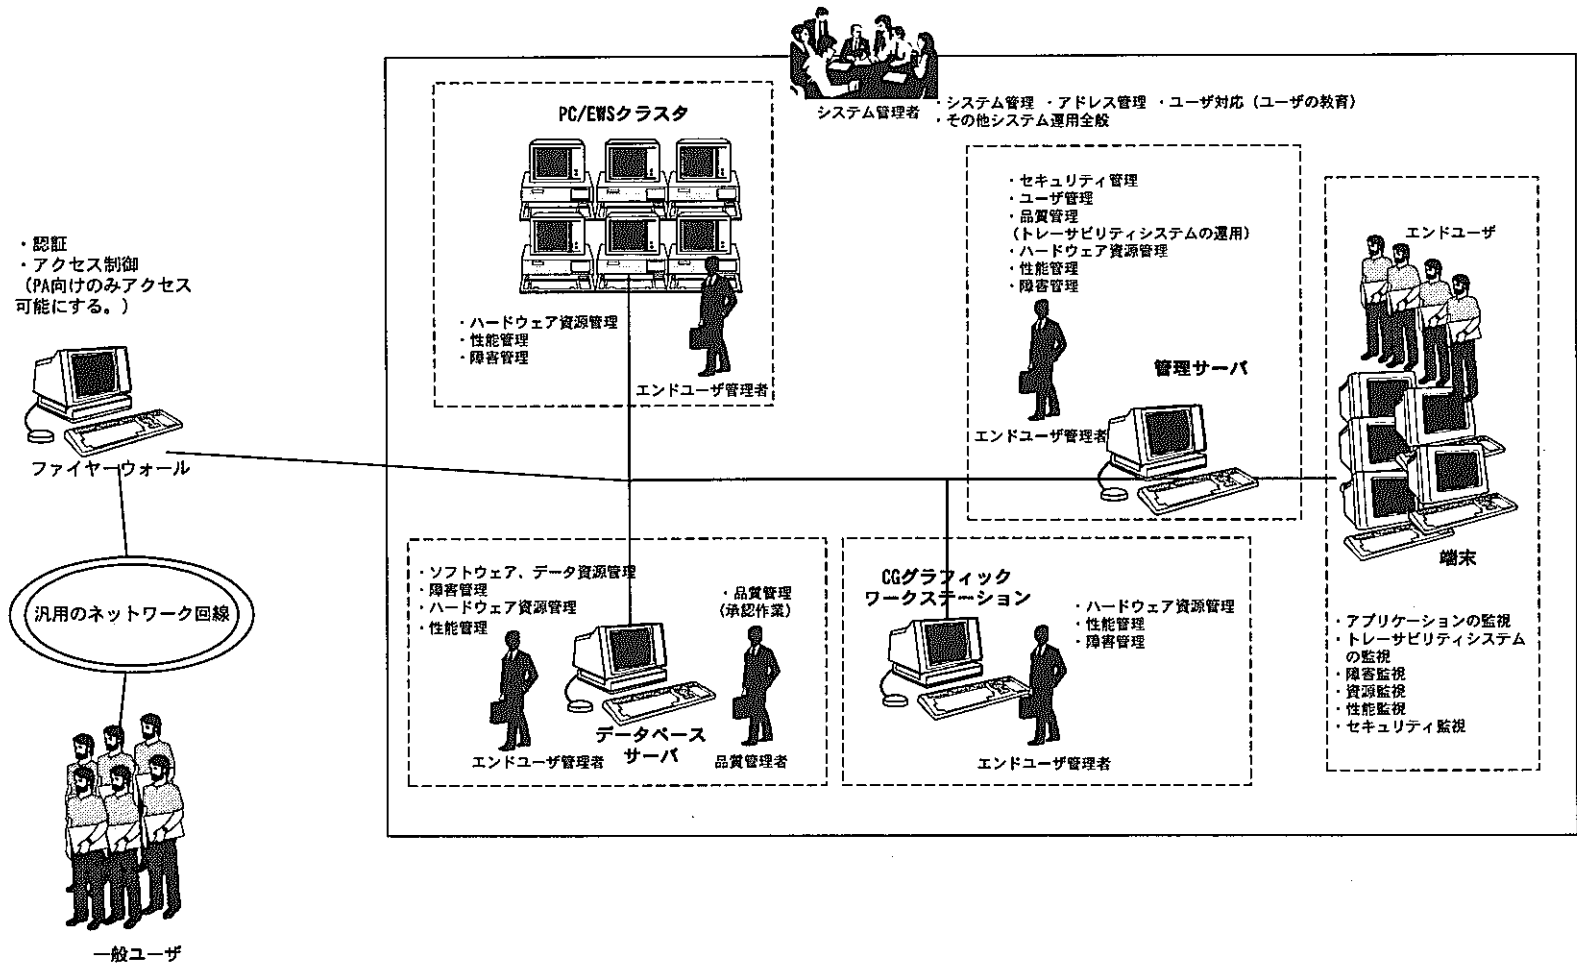 システム管理者
・システム管理 ・アドレス管理 ・ユーザ対応(ユーザの教育)
・その他システム運用全般
PC/EWSクラスタ
・ハードウェア資源管理
・性能管理
・障害管理
エンドユーザ管理者
・セキュリティ管理
・ユーザ管理
・品質管理
(トレーサビリティシステムの運用)
・ハードウェア資源管理
・性能管理
・障害管理
管理サーバ
エンドユーザ管理者
エンドユーザ
端末
・アプリケーションの監視
・トレーサビリティシステム
の監視
・障害監視
・資源監視
・性能監視
・セキュリティ監視
・認証
・アクセス制御
(PA向けのみアクセス
可能にする。)
ファイヤーウォール
汎用のネットワーク回線
一般ユーザ
・ソフトウェア、データ資源管理
・障害管理
・ハードウェア資源管理
・性能管理
・品質管理
(承認作業)
データベース
サーバ
エンドユーザ管理者
品質管理者
CGグラフィック
ワークステーション
・ハードウェア資源管理
・性能管理
・障害管理
エンドユーザ管理者